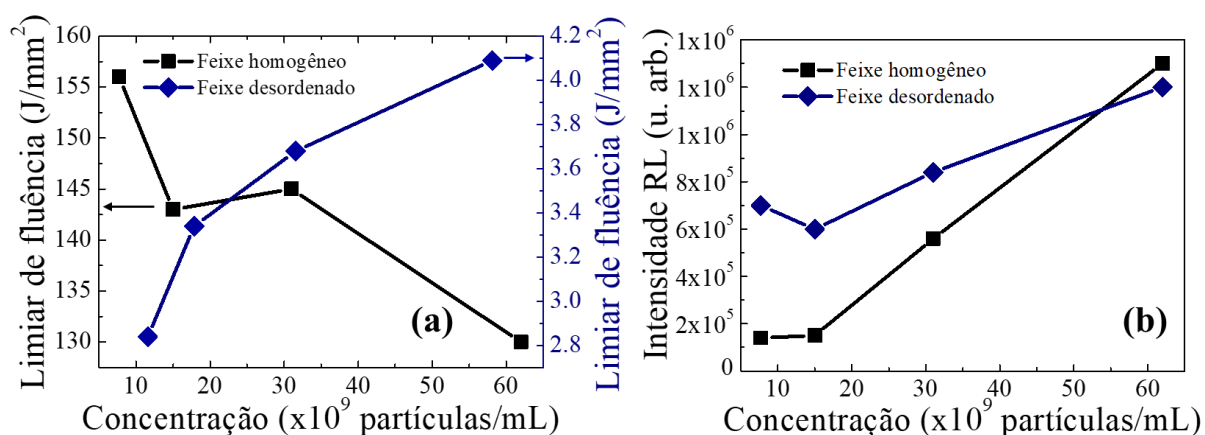 Limiar de fluência (J/mm²)
160
155
150
145
140
135
130
Feixe homogêneo
Feixe desordenado
(a)
4.2
4.0
3.8
3.6
3.4
3.2
3.0
2.8
Limiar de fluência (J/mm²)
10 20 30 40 50 60
Concentração (x10⁹ partículas/mL)
Intensidade RL (u. arb.)
1x10⁶
1x10⁶
1x10⁶
8x10⁵
6x10⁵
4x10⁵
2x10⁵
0
Feixe homogêneo
Feixe desordenado
(b)
10 20 30 40 50 60
Concentração (x10⁹ partículas/mL)